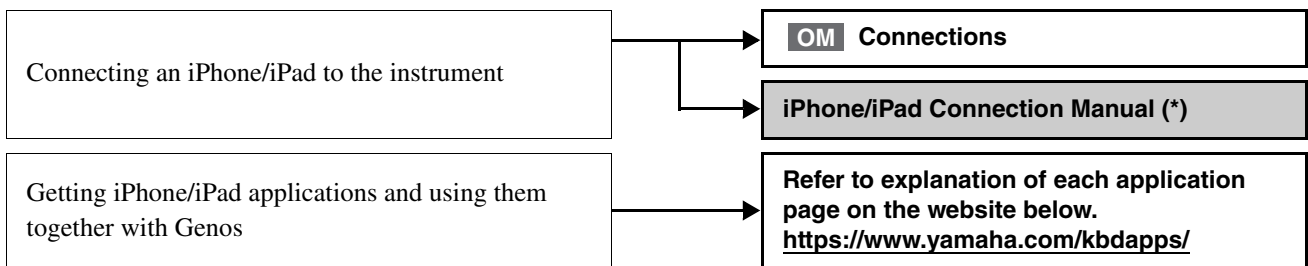 Connecting an iPhone/iPad to the instrument
OM Connections
iPhone/iPad Connection Manual (*)
Getting iPhone/iPad applications and using them
together with Genos
Refer to explanation of each application
page on the website below.
https://www.yamaha.com/kbdapps/